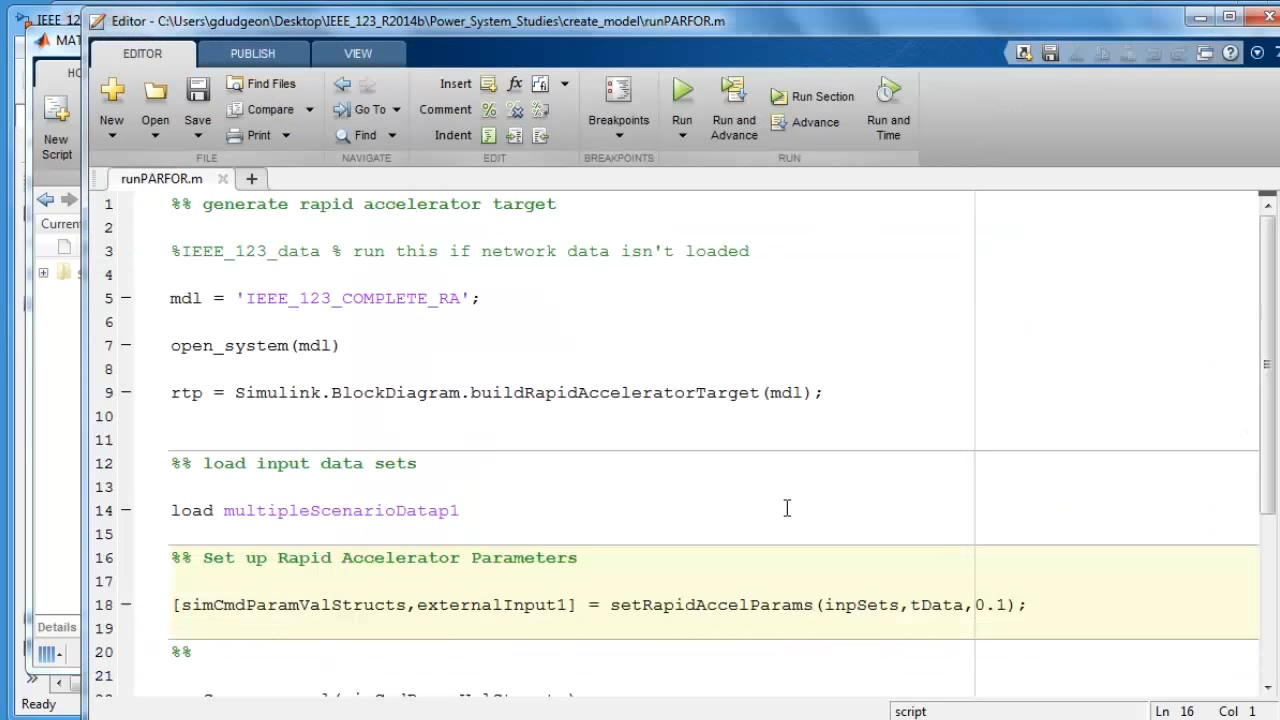 IEEE_12
Editor - C:\Users\gdudgeon\Desktop\IEEE_123_R2014b\Power_System_Studies\create_model\runPARFOR.m
MAT
EDITOR PUBLISH VIEW
HO
New Script
New Open Save
Find Files
Compare
Print
FILE
Go To
Find
NAVIGATE
Insert
Comment
Indent
EDIT
Breakpoints
BREAKPOINTS
Run
Run and Advance
Run Section
Advance
Run and Time
RUN
runPARFOR.m
Current
1 %% generate rapid accelerator target
2
3 %IEEE_123_data % run this if network data isn't loaded
4
5 – mdl = 'IEEE_123_COMPLETE_RA';
6
7 – open_system(mdl)
8
9 – rtp = Simulink.BlockDiagram.buildRapidAcceleratorTarget(mdl);
10
11
12 %% load input data sets
13
14 – load multipleScenarioDatap1
15
16 %% Set up Rapid Accelerator Parameters
17
18 – [simCmdParamValStructs,externalInput1] = setRapidAccelParams(inpSets,tData,0.1);
19
20 %%
21
Details
Ready
script Ln 16 Col 1